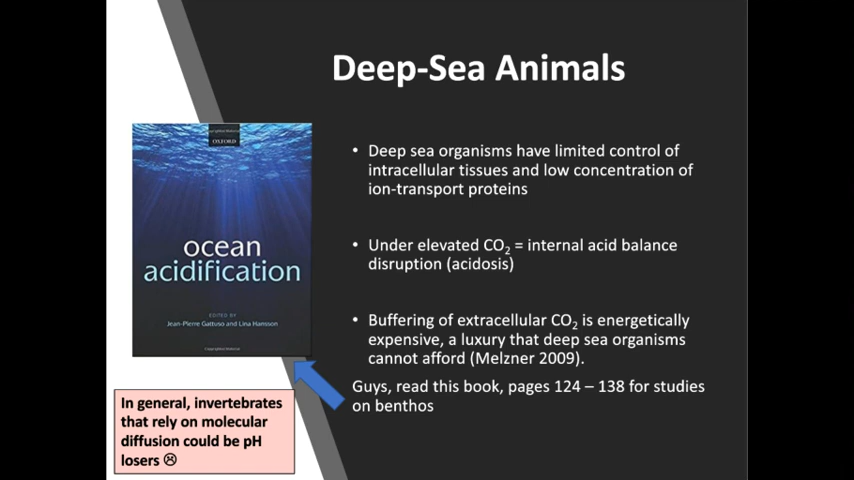 Deep-Sea Animals
OXFORD
ocean
acidification
EDITED BY
Jean-Pierre Gattuso and Lina Hansson
• Deep sea organisms have limited control of
intracellular tissues and low concentration of
ion-transport proteins
• Under elevated CO₂ = internal acid balance
disruption (acidosis)
• Buffering of extracellular CO₂ is energetically
expensive, a luxury that deep sea organisms
cannot afford (Melzner 2009).
Guys, read this book, pages 124 – 138 for studies
on benthos
In general, invertebrates
that rely on molecular
diffusion could be pH
losers ☹